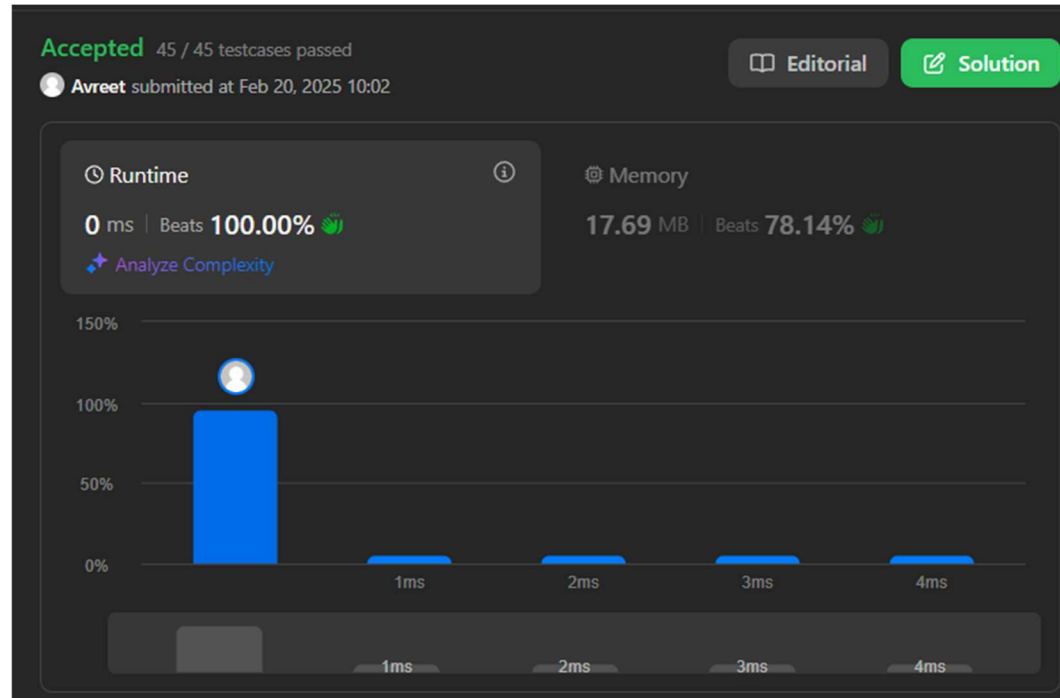 Accepted 45 / 45 testcases passed
Editorial
Solution
Avreet submitted at Feb 20, 2025 10:02
Runtime
0 ms | Beats 100.00%
Analyze Complexity
Memory
17.69 MB | Beats 78.14%
150%
100%
50%
0%
1ms 2ms 3ms 4ms
1ms 2ms 3ms 4ms